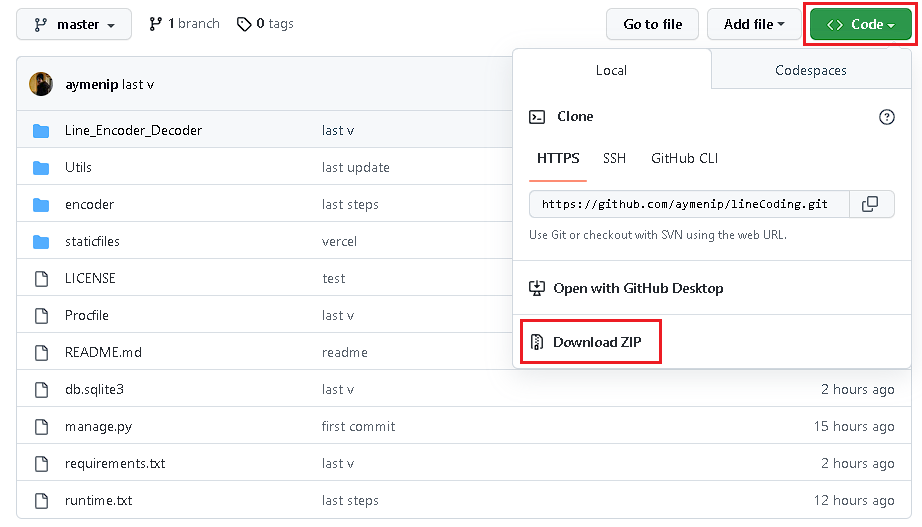 master 1 branch 0 tags Go to file Add file Code
aymenip last v
Local Codespaces
Clone
HTTPS SSH GitHub CLI
https://github.com/aymenip/lineCoding.git
Use Git or checkout with SVN using the web URL.
Open with GitHub Desktop
Download ZIP
Line_Encoder_Decoder last v
Utils last update
encoder last steps
staticfiles vercel
LICENSE test
Procfile last v
README.md readme
db.sqlite3 last v 2 hours ago
manage.py first commit 15 hours ago
requirements.txt last v 2 hours ago
runtime.txt last steps 12 hours ago